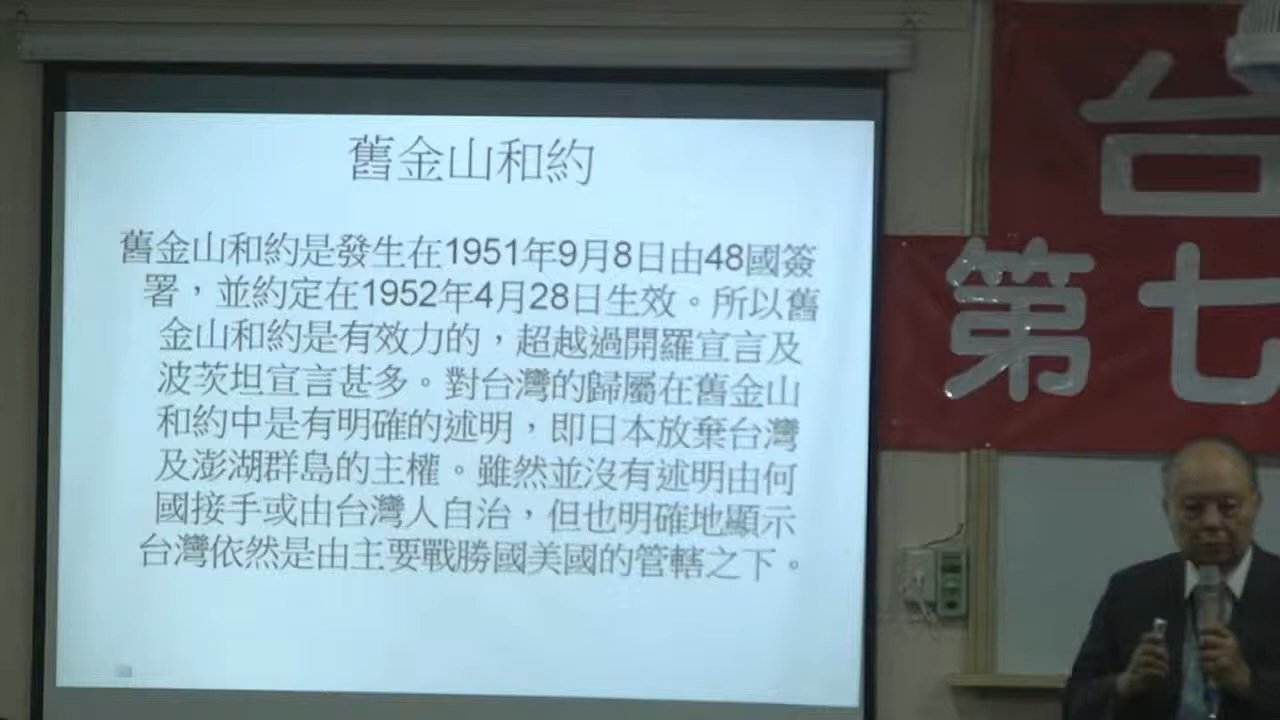 舊金山和約
舊金山和約是發生在1951年9月8日由48國簽
署，並約定在1952年4月28日生效。所以舊
金山和約是有效力的，超越過開羅宣言及
波茨坦宣言甚多。對台灣的歸屬在舊金山
和約中是有明確的述明，即日本放棄台灣
及澎湖群島的主權。雖然並沒有述明由何
國接手或由台灣人自治，但也明確地顯示
台灣依然是由主要戰勝國美國的管轄之下。
台
第七